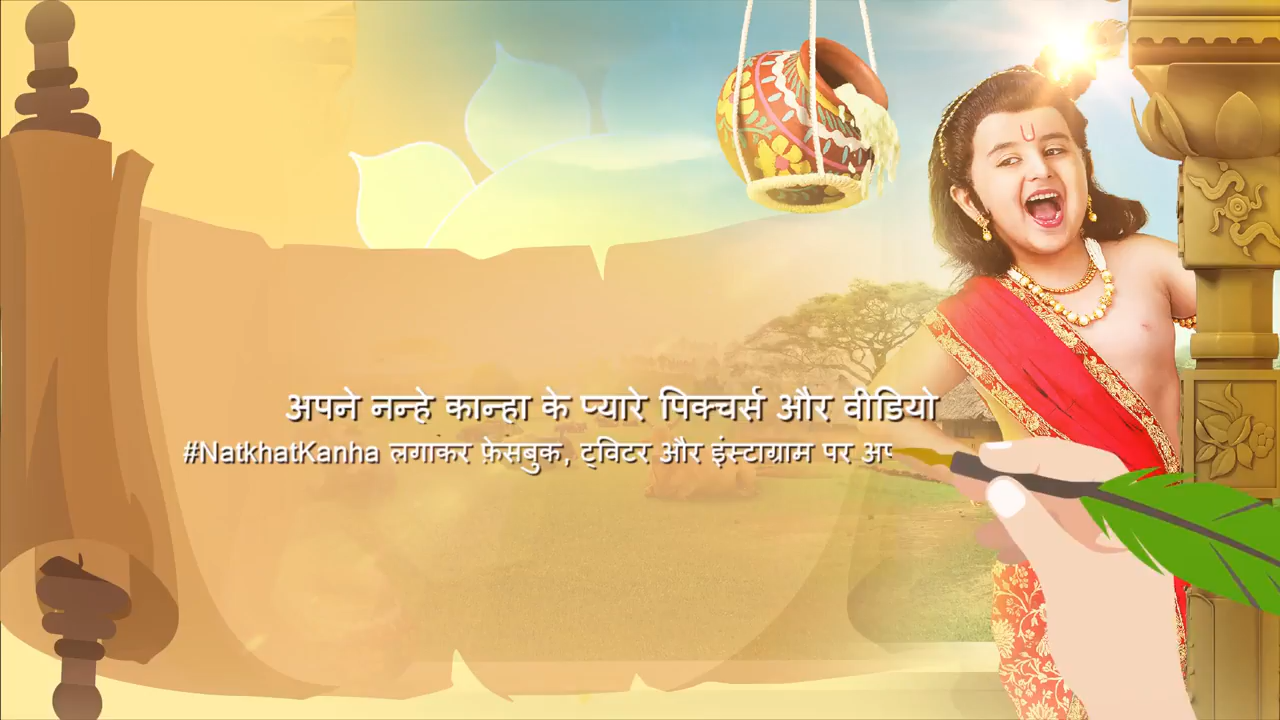 अपने नन्हे कान्हा के प्यारे पिक्चर्स और वीडियो
#NatkhatKanha लगाकर फ़ेसबुक, ट्विटर और इंस्टाग्राम पर